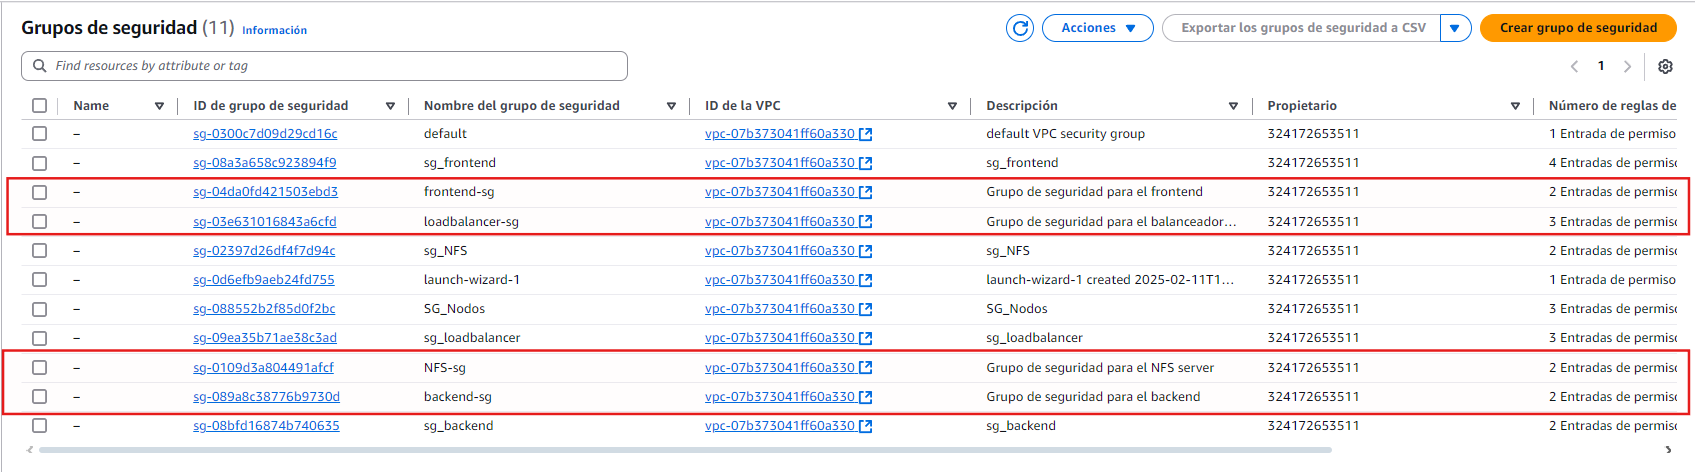 Grupos de seguridad (11) Información
Acciones
Exportar los grupos de seguridad a CSV
Crear grupo de seguridad
Find resources by attribute or tag
1
Name ID de grupo de seguridad Nombre del grupo de seguridad ID de la VPC Descripción Propietario Número de reglas de
– sg-0300c7d09d29cd16c default vpc-07b373041ff60a330 default VPC security group 324172653511 1 Entrada de permiso
– sg-08a3a658c923894f9 sg_frontend vpc-07b373041ff60a330 sg_frontend 324172653511 4 Entradas de permisc
– sg-04da0fd421503ebd3 frontend-sg vpc-07b373041ff60a330 Grupo de seguridad para el frontend 324172653511 2 Entradas de permisc
– sg-03e631016843a6cfd loadbalancer-sg vpc-07b373041ff60a330 Grupo de seguridad para el balanceador... 324172653511 3 Entradas de permisc
– sg-02397d26df4f7d94c sg_NFS vpc-07b373041ff60a330 sg_NFS 324172653511 2 Entradas de permisc
– sg-0d6efb9aeb24fd755 launch-wizard-1 vpc-07b373041ff60a330 launch-wizard-1 created 2025-02-11T1... 324172653511 1 Entrada de permiso
– sg-088552b2f85d0f2bc SG_Nodos vpc-07b373041ff60a330 SG_Nodos 324172653511 3 Entradas de permisc
– sg-09ea35b71ae38c3ad sg_loadbalancer vpc-07b373041ff60a330 sg_loadbalancer 324172653511 3 Entradas de permisc
– sg-0109d3a804491afcf NFS-sg vpc-07b373041ff60a330 Grupo de seguridad para el NFS server 324172653511 2 Entradas de permisc
– sg-089a8c38776b9730d backend-sg vpc-07b373041ff60a330 Grupo de seguridad para el backend 324172653511 2 Entradas de permisc
– sg-08bfd16874b740635 sg_backend vpc-07b373041ff60a330 sg_backend 324172653511 2 Entradas de permisc